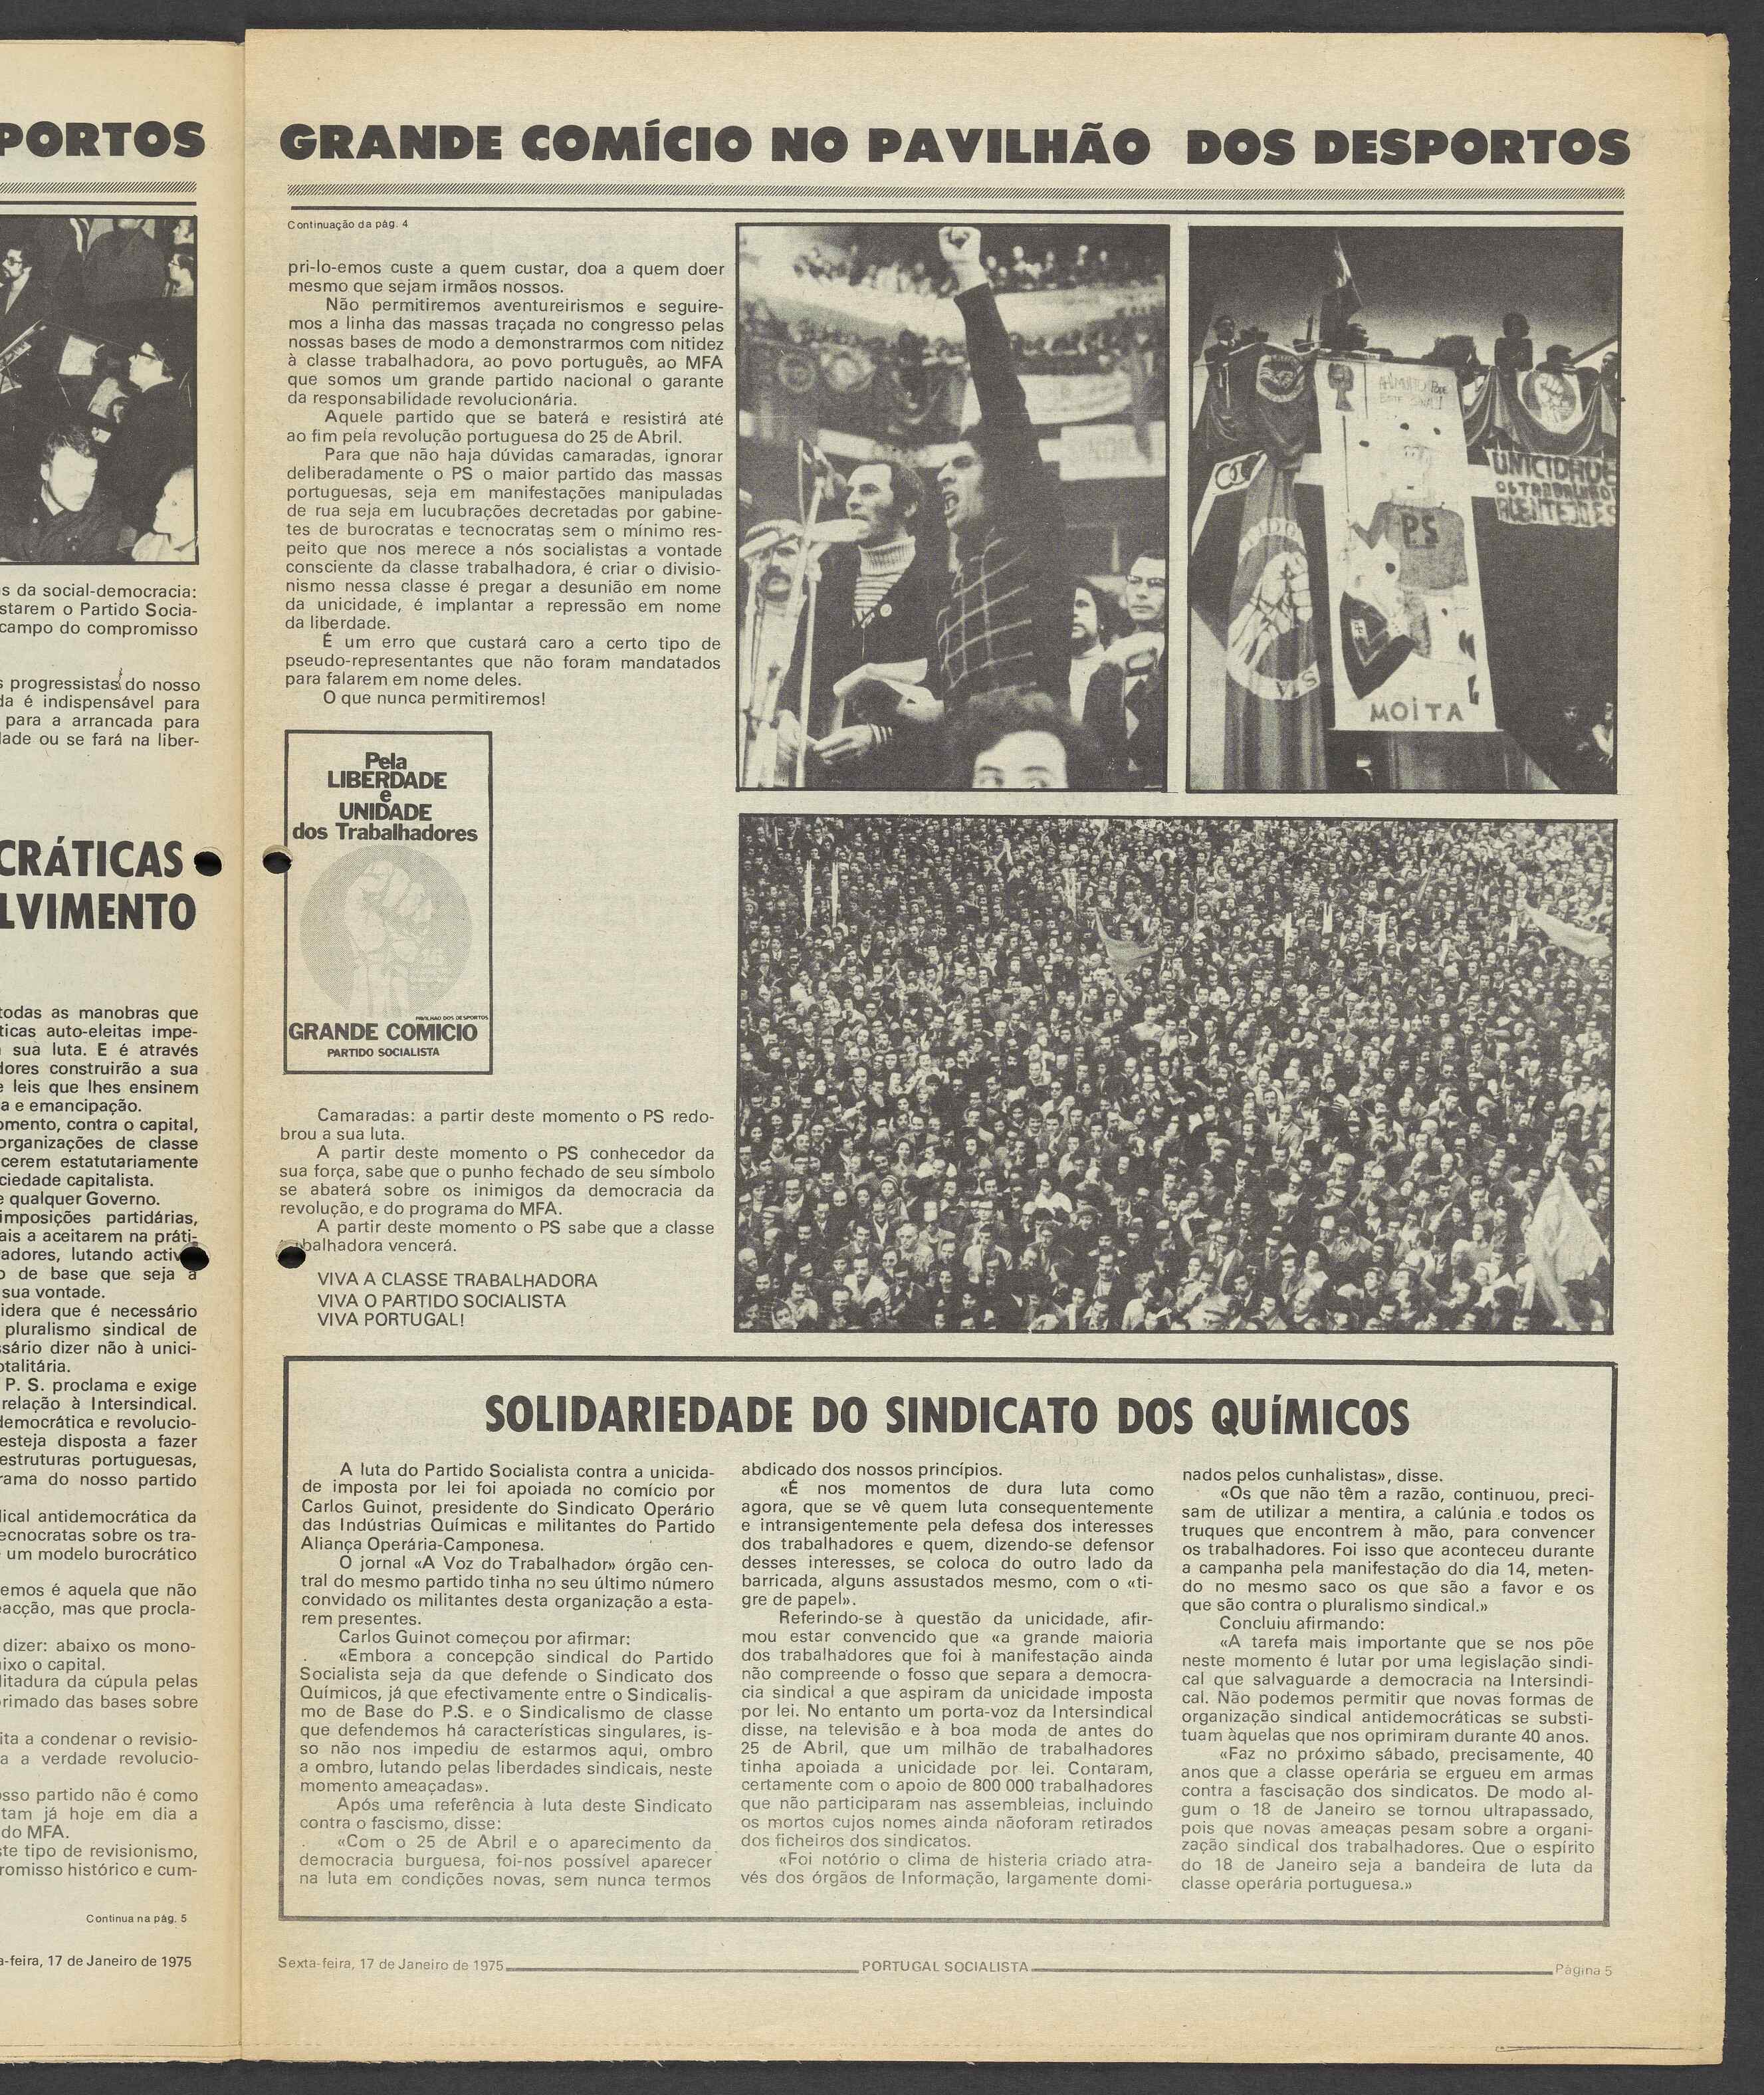 PORTOS
s da social-democracia:
starem o Partido Socia-
campo do compromisso
s progressistas do nosso
da é indispensável para
para a arrancada para
lade ou se fará na liber-
CRÁTICAS
LVIMENTO
todas as manobras que
ticas auto-eleitas impe-
sua luta. E é através
dores construirão a sua
e leis que lhes ensinem
a e emancipação.
omento, contra o capital,
organizações de classe
cerem estatutariamente
ciedade capitalista.
e qualquer Governo.
imposições partidárias,
ais a aceitarem na práti-
adores, lutando activ
o de base que seja a
sua vontade.
idera que é necessário
pluralismo sindical de
ssário dizer não à unici-
otalitária.
P. S. proclama e exige
relação à Intersindical.
democrática e revolucio-
esteja disposta a fazer
estruturas portuguesas,
rama do nosso partido
lical antidemocrática da
ecnocratas sobre os tra-
e um modelo burocrático
emos é aquela que não
eacção, mas que procla-
dizer: abaixo os mono-
ixo o capital.
litadura da cúpula pelas
primado das bases sobre
ita a condenar o revisio-
a a verdade revolucio-
osso partido não é como
tam já hoje em dia a
do MFA.
ste tipo de revisionismo,
romisso histórico e cum-
Continua na pág. 5
a-feira, 17 de Janeiro de 1975
GRANDE COMÍCIO NO PAVILHÃO DOS DESPORTOS
Continuação da pág. 4
pri-lo-emos custe a quem custar, doa a quem doer
mesmo que sejam irmãos nossos.
Não permitiremos aventureirismos e seguire-
mos a linha das massas traçada no congresso pelas
nossas bases de modo a demonstrarmos com nitidez
à classe trabalhadora, ao povo português, ao MFA
que somos um grande partido nacional o garante
da responsabilidade revolucionária.
Aquele partido que se baterá e resistirá até
ao fim pela revolução portuguesa do 25 de Abril.
Para que não haja dúvidas camaradas, ignorar
deliberadamente o PS o maior partido das massas
portuguesas, seja em manifestações manipuladas
de rua seja em lucubrações decretadas por gabine-
tes de burocratas e tecnocratas sem o mínimo res-
peito que nos merece a nós socialistas a vontade
consciente da classe trabalhadora, é criar o divisio-
nismo nessa classe é pregar a desunião em nome
da unicidade, é implantar a repressão em nome
da liberdade.
É um erro que custará caro a certo tipo de
pseudo-representantes que não foram mandatados
para falarem em nome deles.
O que nunca permitiremos!
Pela
LIBERDADE
e
UNIDADE
dos Trabalhadores
16
PAVILHAO DOS DESPORTOS
GRANDE COMICIO
PARTIDO SOCIALISTA
Camaradas: a partir deste momento o PS redo-
brou a sua luta.
A partir deste momento o PS conhecedor da
sua força, sabe que o punho fechado de seu símbolo
se abaterá sobre os inimigos da democracia da
revolução, e do programa do MFA.
A partir deste momento o PS sabe que a classe
balhadora vencerá.
VIVA A CLASSE TRABALHADORA
VIVA O PARTIDO SOCIALISTA
VIVA PORTUGAL!
UNICIDADE
P.S
MOITA
SOLIDARIEDADE DO SINDICATO DOS QUÍMICOS
A luta do Partido Socialista contra a unicida-
de imposta por lei foi apoiada no comício por
Carlos Guinot, presidente do Sindicato Operário
das Indústrias Químicas e militantes do Partido
Aliança Operária-Camponesa.
O jornal «A Voz do Trabalhador» órgão cen-
tral do mesmo partido tinha no seu último número
convidado os militantes desta organização a esta-
rem presentes.
Carlos Guinot começou por afirmar:
«Embora a concepção sindical do Partido
Socialista seja da que defende o Sindicato dos
Químicos, já que efectivamente entre o Sindicalis-
mo de Base do P.S. e o Sindicalismo de classe
que defendemos há características singulares, is-
so não nos impediu de estarmos aqui, ombro
a ombro, lutando pelas liberdades sindicais, neste
momento ameaçadas».
Após uma referência à luta deste Sindicato
contra o fascismo, disse:
«Com o 25 de Abril e o aparecimento da
democracia burguesa, foi-nos possível aparecer
na luta em condições novas, sem nunca termos
abdicado dos nossos princípios.
«É nos momentos de dura luta como
agora, que se vê quem luta consequentemente
e intransigentemente pela defesa dos interesses
dos trabalhadores e quem, dizendo-se defensor
desses interesses, se coloca do outro lado da
barricada, alguns assustados mesmo, com o «ti-
gre de papel».
Referindo-se à questão da unicidade, afir-
mou estar convencido que «a grande maioria
dos trabalhadores que foi à manifestação ainda
não compreende o fosso que separa a democra-
cia sindical a que aspiram da unicidade imposta
por lei. No entanto um porta-voz da Intersindical
disse, na televisão e à boa moda de antes do
25 de Abril, que um milhão de trabalhadores
tinha apoiada a unicidade por lei. Contaram,
certamente com o apoio de 800 000 trabalhadores
que não participaram nas assembleias, incluindo
os mortos cujos nomes ainda nãoforam retirados
dos ficheiros dos sindicatos.
«Foi notório o clima de histeria criado atra-
vés dos órgãos de Informação, largamente domi-
nados pelos cunhalistas», disse.
«Os que não têm a razão, continuou, preci-
sam de utilizar a mentira, a calúnia e todos os
truques que encontrem à mão, para convencer
os trabalhadores. Foi isso que aconteceu durante
a campanha pela manifestação do dia 14, meten-
do no mesmo saco os que são a favor e os
que são contra o pluralismo sindical.»
Concluiu afirmando:
«A tarefa mais importante que se nos põe
neste momento é lutar por uma legislação sindi-
cal que salvaguarde a democracia na Intersindi-
cal. Não podemos permitir que novas formas de
organização sindical antidemocráticas se substi-
tuam àquelas que nos oprimiram durante 40 anos.
«Faz no próximo sábado, precisamente, 40
anos que a classe operária se ergueu em armas
contra a fascisação dos sindicatos. De modo al-
gum o 18 de Janeiro se tornou ultrapassado,
pois que novas ameaças pesam sobre a organi-
zação sindical dos trabalhadores. Que o espírito
do 18 de Janeiro seja a bandeira de luta da
classe operária portuguesa.»
Sexta-feira, 17 de Janeiro de 1975
PORTUGAL SOCIALISTA
Página 5